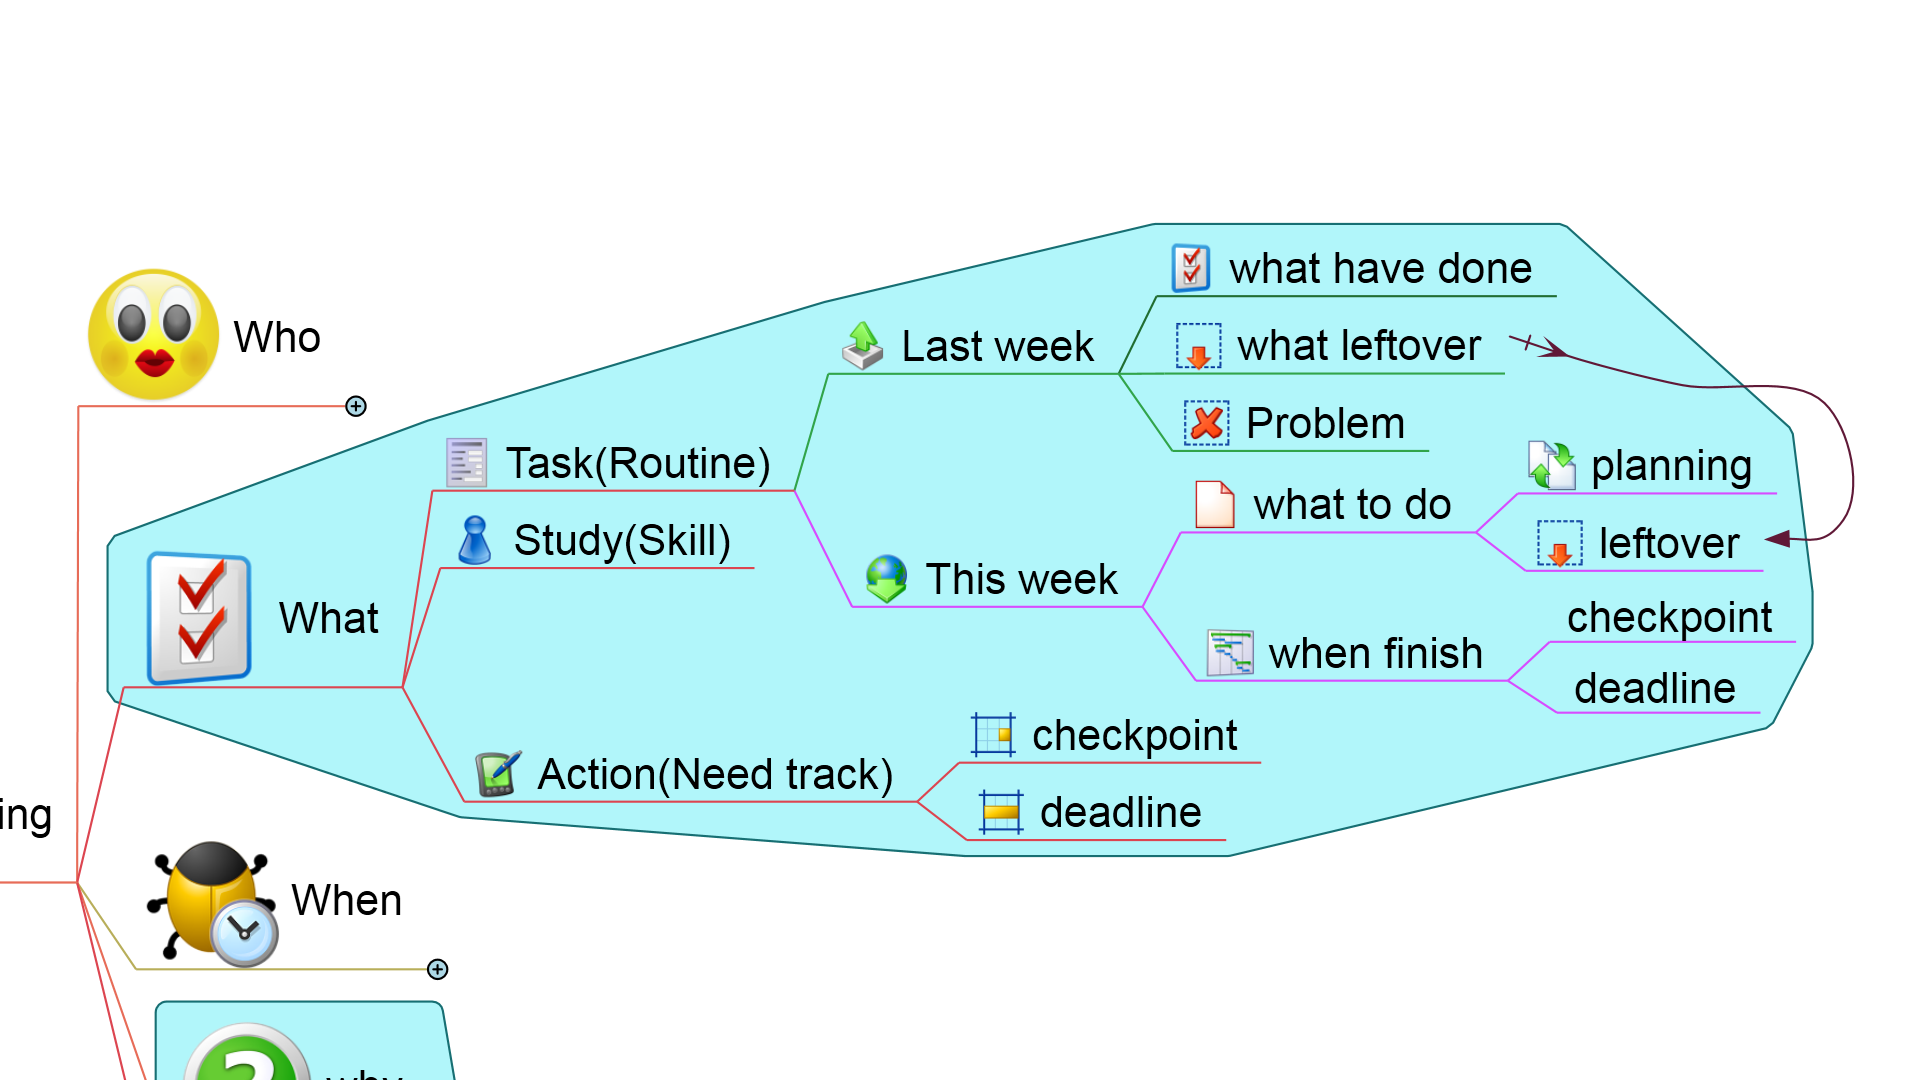 Who
What
Task(Routine)
Last week
what have done
what leftover
Problem
This week
what to do
planning
leftover
when finish
checkpoint
deadline
Study(Skill)
Action(Need track)
checkpoint
deadline
ing
When
why